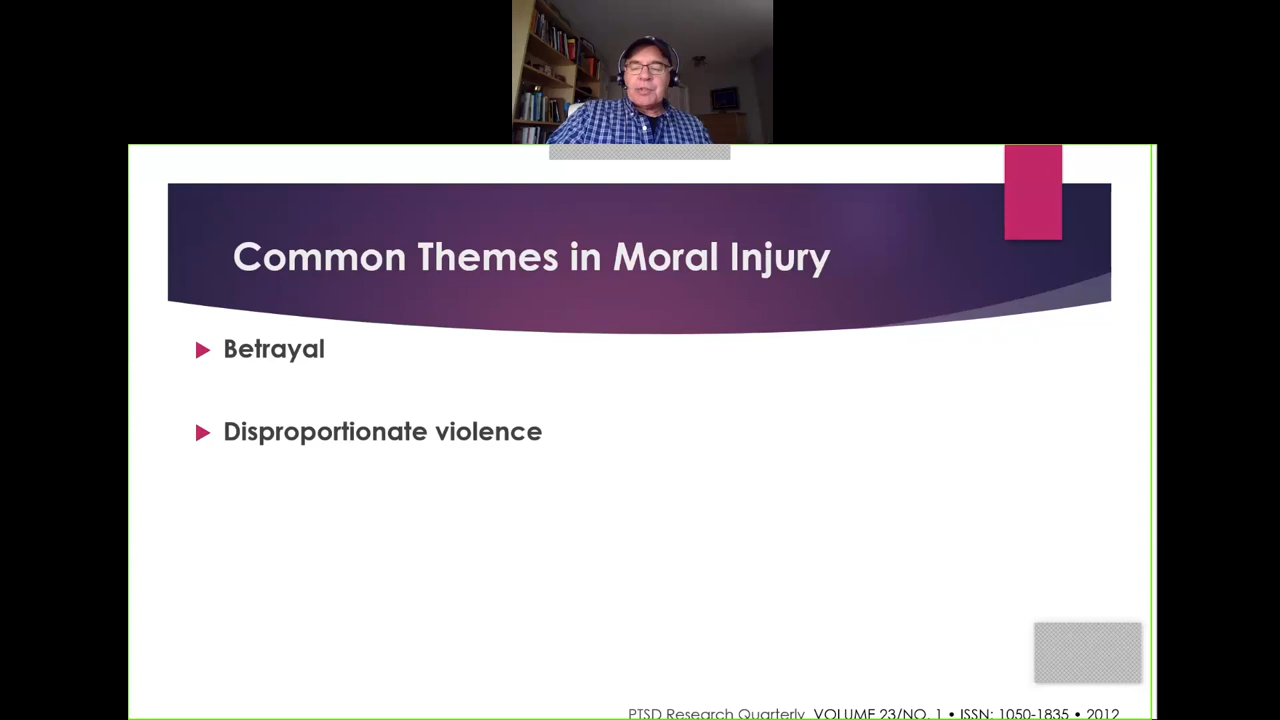 Common Themes in Moral Injury
Betrayal
Disproportionate violence
PTSD Research Quarterly VOLUME 23/NO. 1 • ISSN: 1050-1835 • 2012